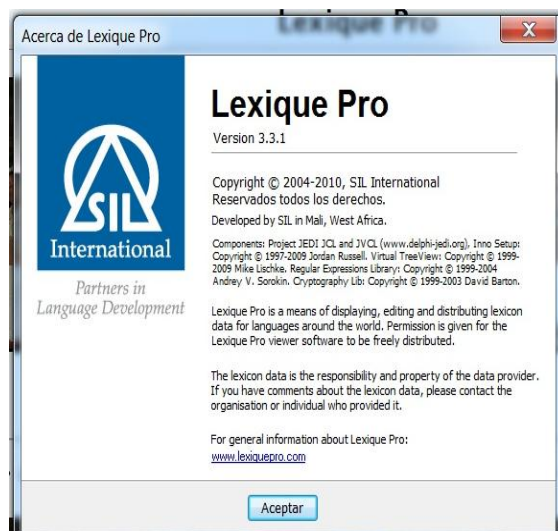 Lexique Pro
Acerca de Lexique Pro
X
SIL
International
Partners in
Language Development
Lexique Pro
Version 3.3.1
Copyright © 2004-2010, SIL International
Reservados todos los derechos.
Developed by SIL in Mali, West Africa.
Components: Project JEDI JCL and JVCL (www.delphi-jedi.org), Inno Setup:
Copyright © 1997-2009 Jordan Russell. Virtual TreeView: Copyright © 1999-
2009 Mike Lischke. Regular Expressions Library: Copyright © 1999-2004
Andrey V. Sorokin. Cryptography Lib: Copyright © 1999-2003 David Barton.
Lexique Pro is a means of displaying, editing and distributing lexicon
data for languages around the world. Permission is given for the
Lexique Pro viewer software to be freely distributed.
The lexicon data is the responsibility and property of the data provider.
If you have comments about the lexicon data, please contact the
organisation or individual who provided it.
For general information about Lexique Pro:
www.lexiquepro.com
Aceptar